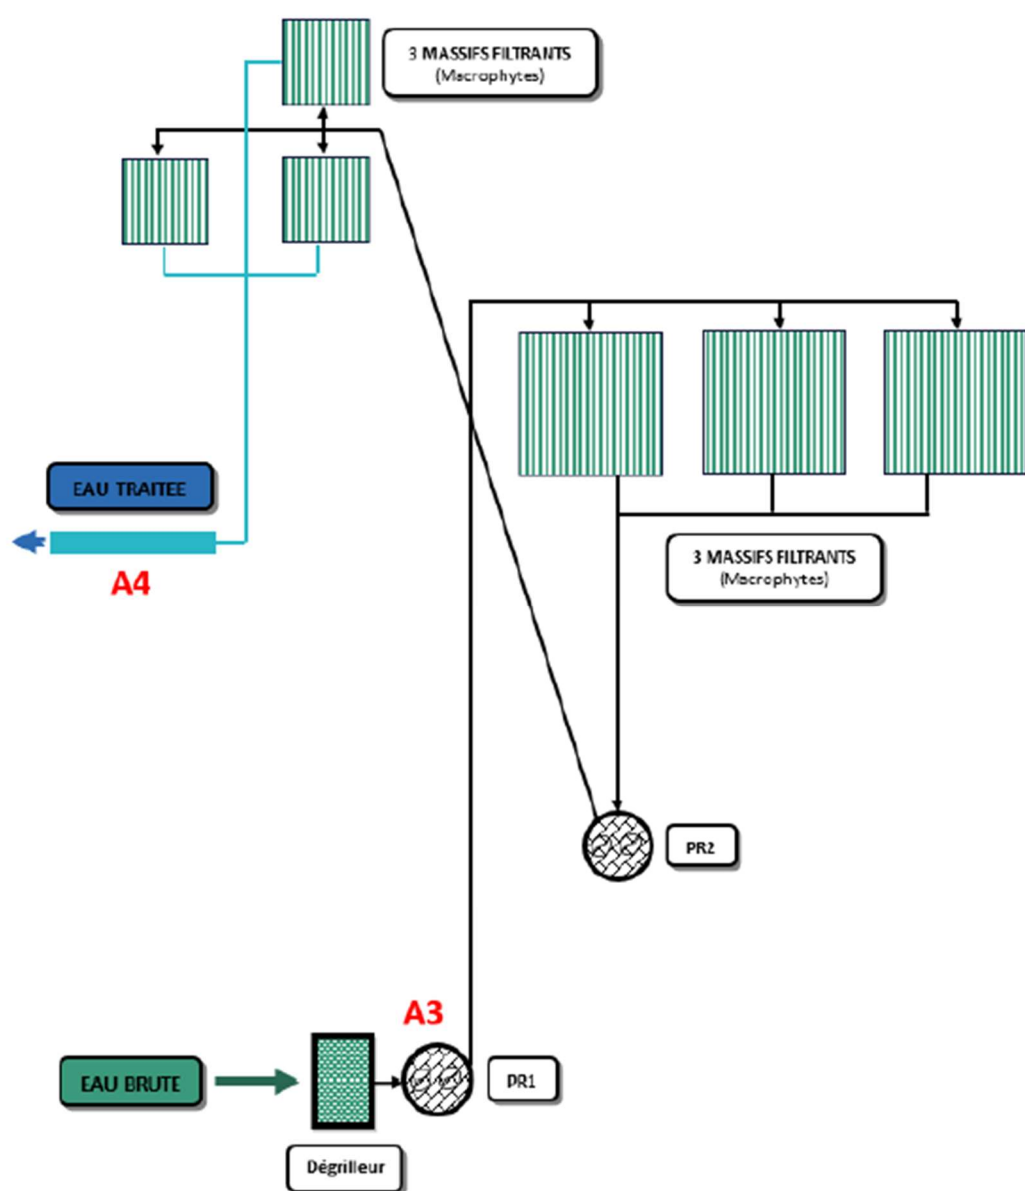 3 MASSIFS FILTRANTS
(Macrophytes)
EAU TRAITEE
A4
3 MASSIFS FILTRANTS
(Macrophytes)
PR2
A3
EAU BRUTE
PR1
Dégrilleur